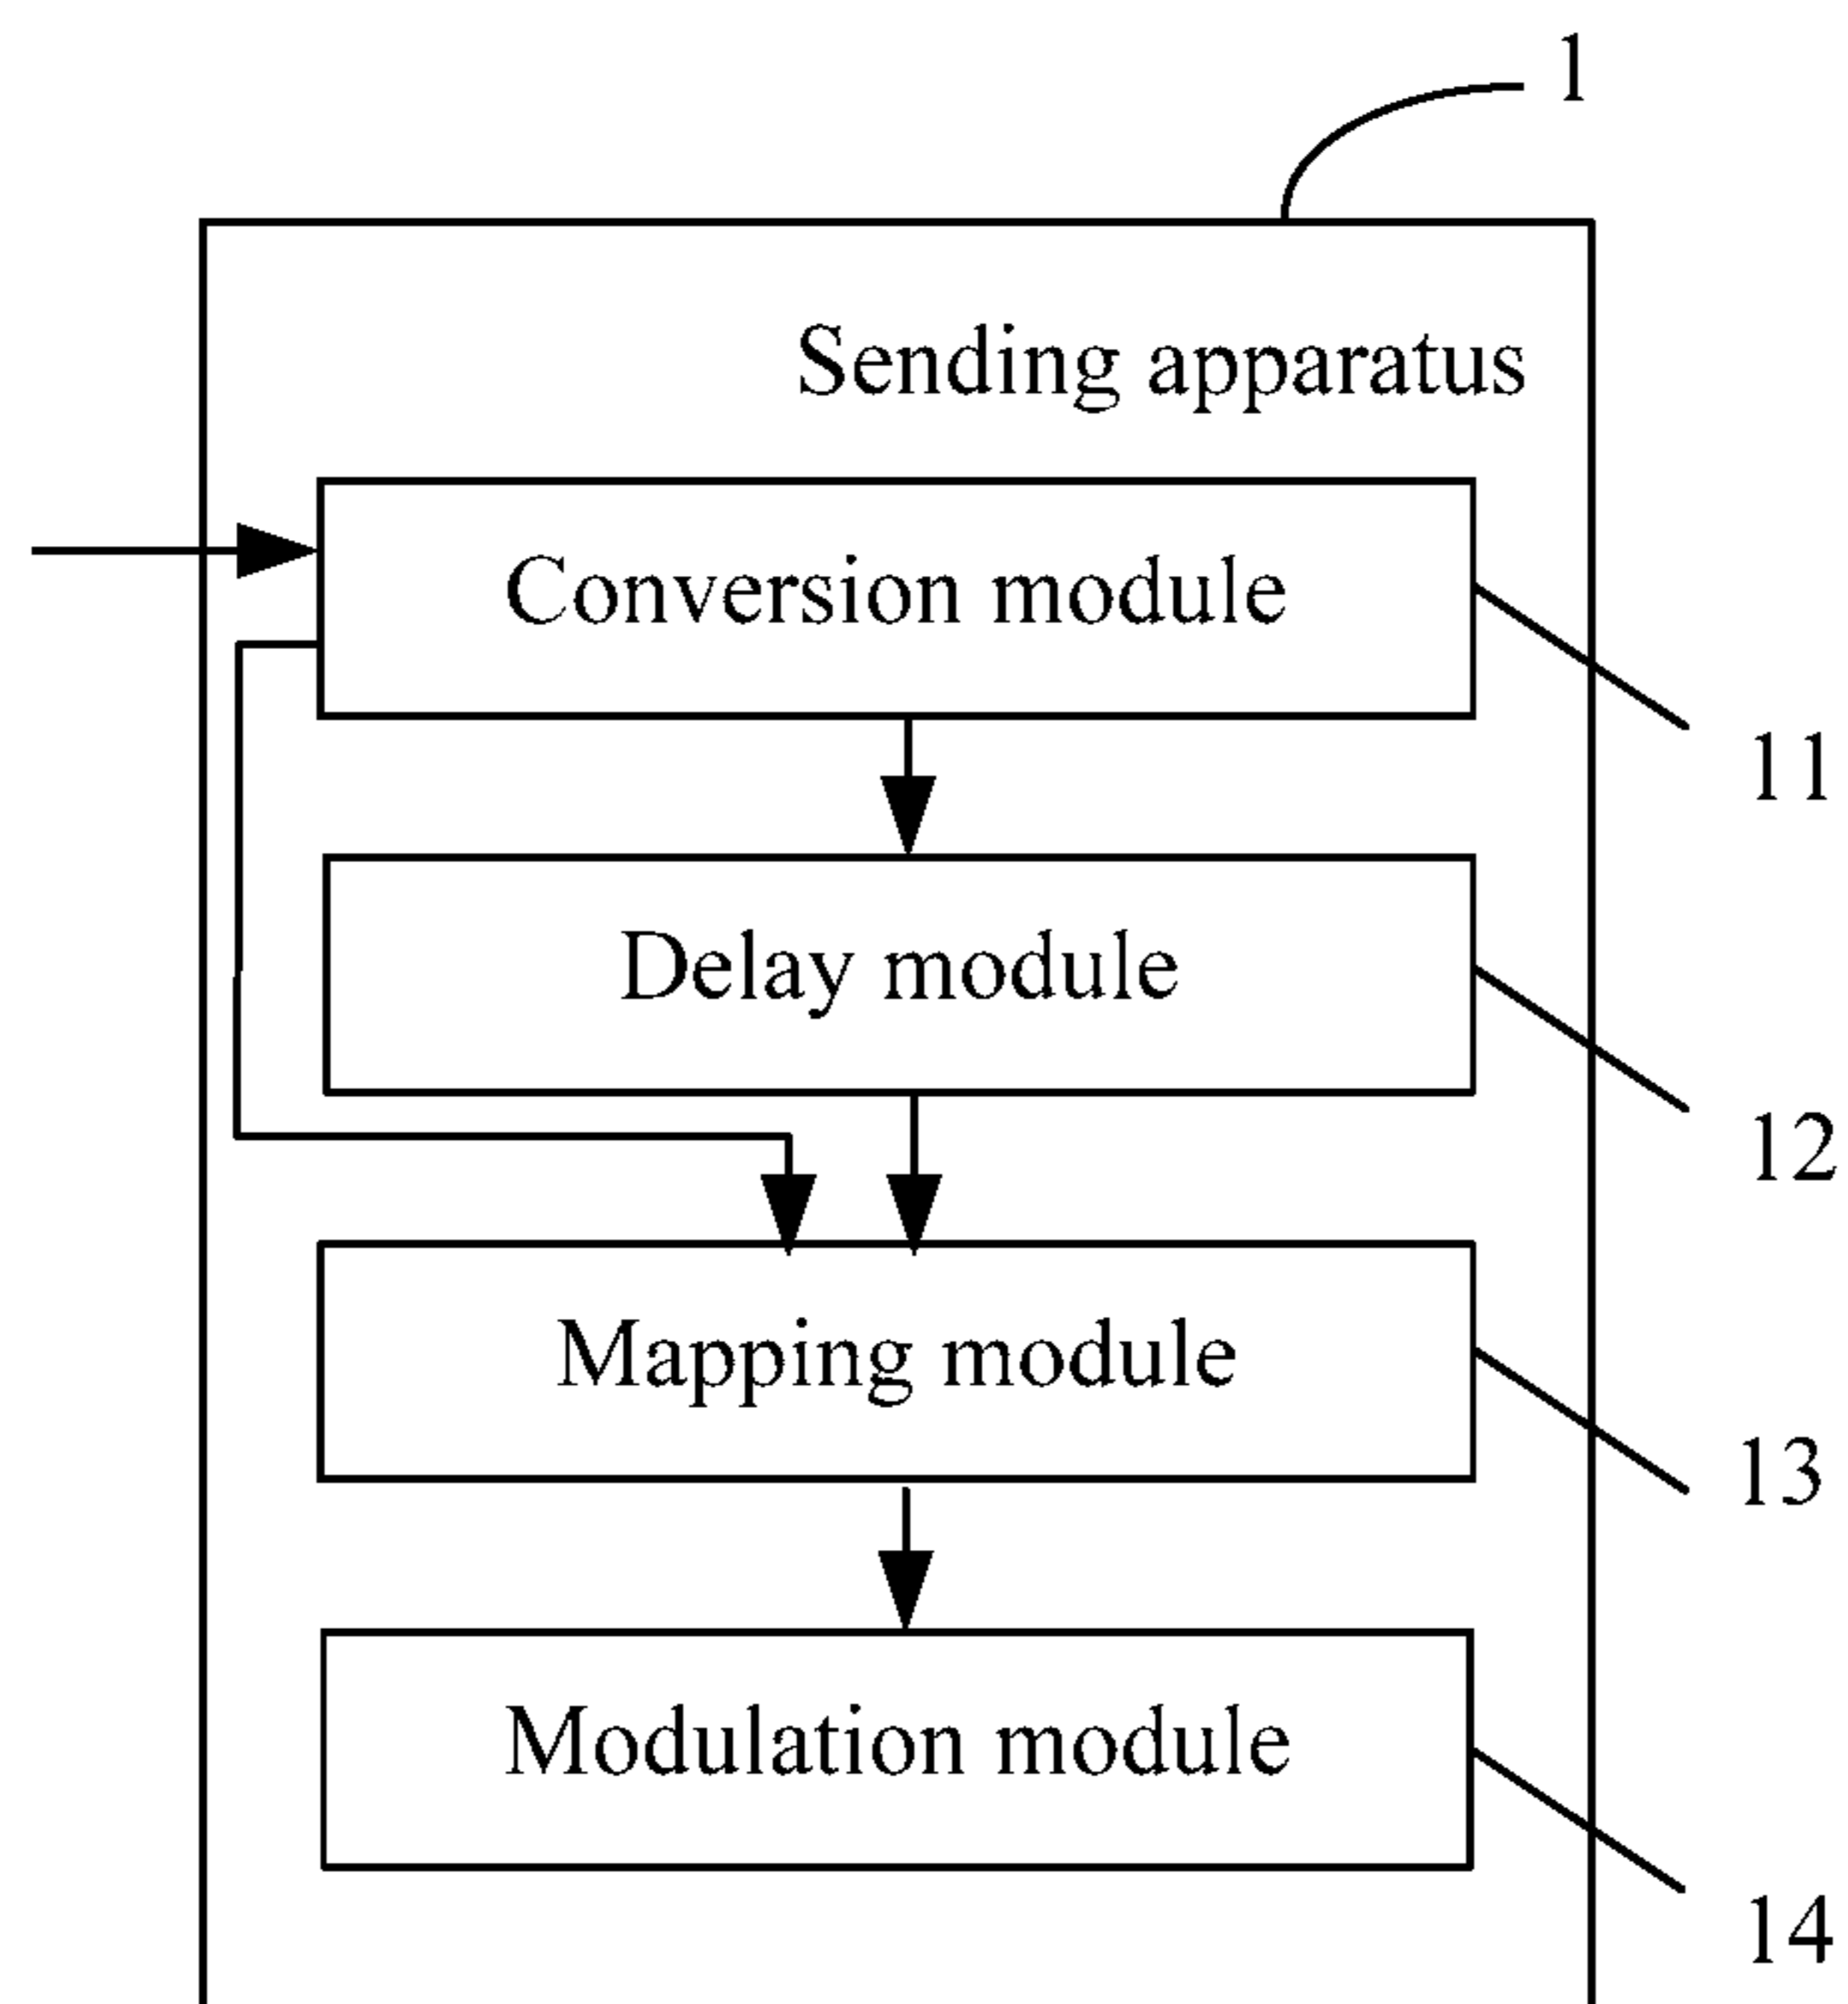 1
Sending apparatus
Conversion module
11
Delay module
12
Mapping module
13
Modulation module
14